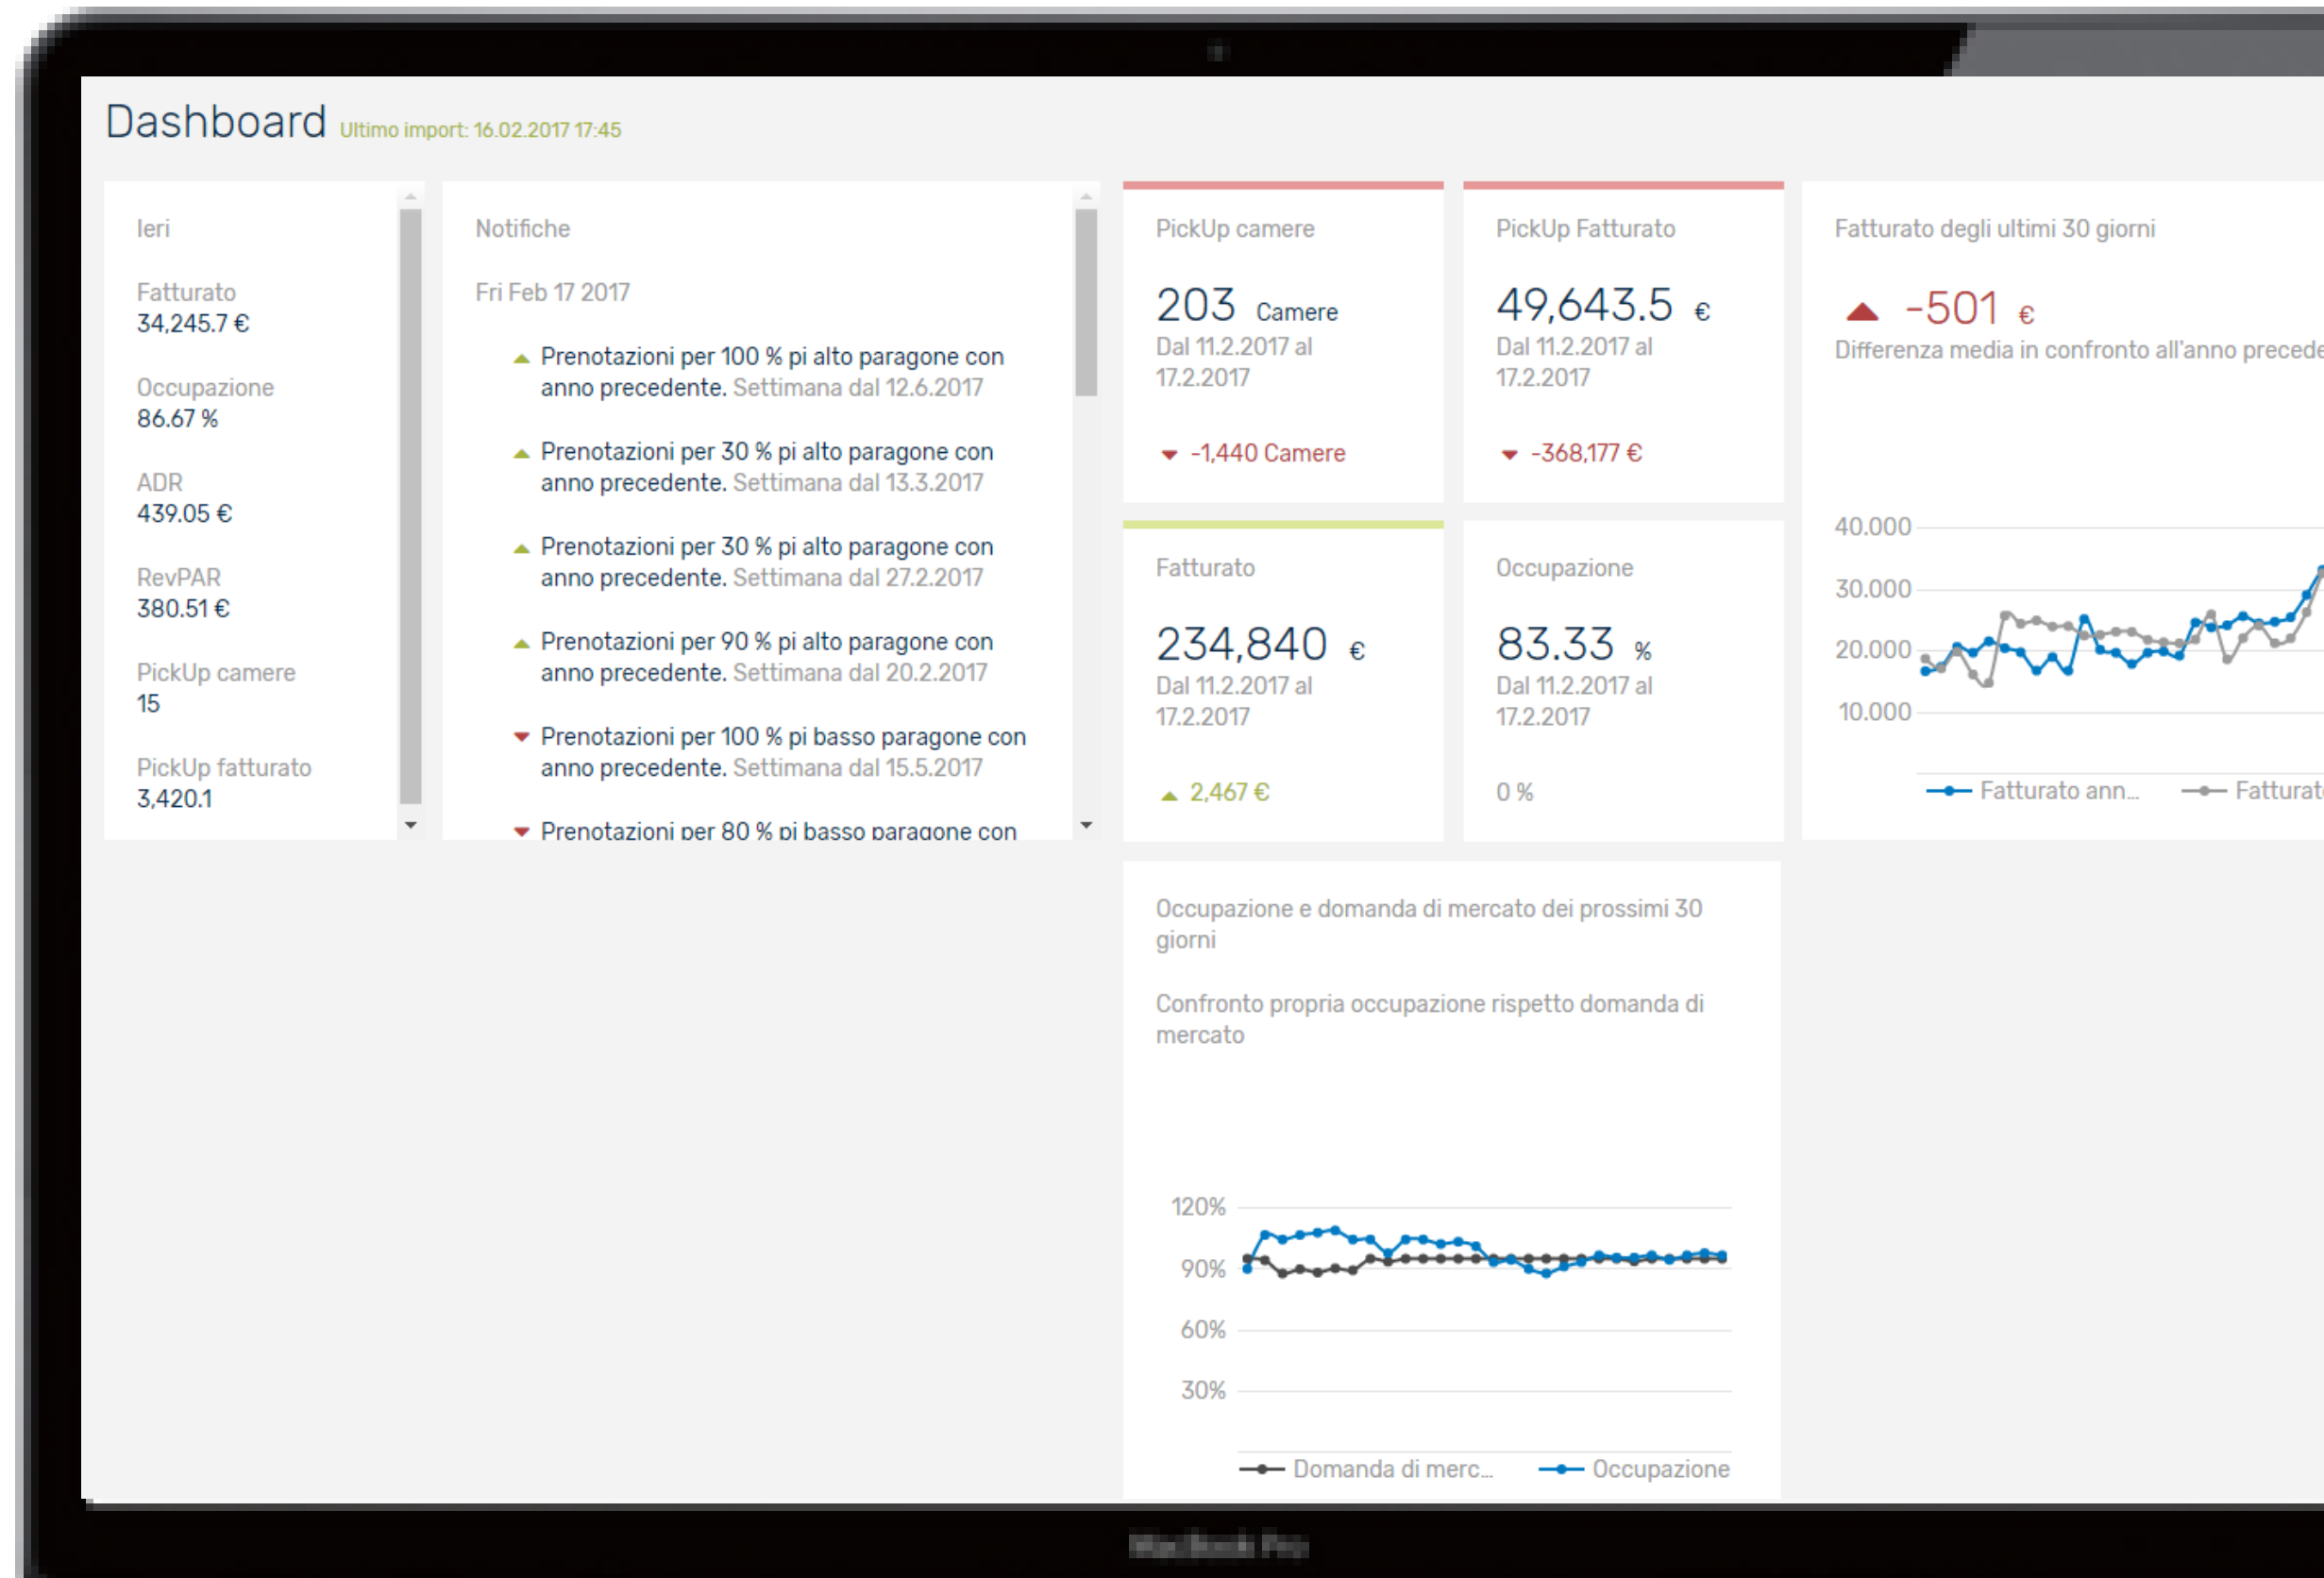 Dashboard Ultimo import: 16.02.2017 17:45
Ieri
Fatturato
34,245.7 €
Occupazione
86.67 %
ADR
439.05 €
RevPAR
380.51 €
PickUp camere
15
PickUp fatturato
3,420.1
Notifiche
Fri Feb 17 2017
Prenotazioni per 100 % pi alto paragone con
anno precedente. Settimana dal 12.6.2017
Prenotazioni per 30 % pi alto paragone con
anno precedente. Settimana dal 13.3.2017
Prenotazioni per 30 % pi alto paragone con
anno precedente. Settimana dal 27.2.2017
Prenotazioni per 90 % pi alto paragone con
anno precedente. Settimana dal 20.2.2017
Prenotazioni per 100 % pi basso paragone con
anno precedente. Settimana dal 15.5.2017
Prenotazioni per 80 % pi basso paragone con
PickUp camere
203 Camere
Dal 11.2.2017 al
17.2.2017
-1,440 Camere
PickUp Fatturato
49,643.5 €
Dal 11.2.2017 al
17.2.2017
-368,177 €
Fatturato
234,840 €
Dal 11.2.2017 al
17.2.2017
2,467 €
Occupazione
83.33 %
Dal 11.2.2017 al
17.2.2017
0 %
Fatturato degli ultimi 30 giorni
-501 €
Differenza media in confronto all'anno precede
40.000
30.000
20.000
10.000
Fatturato ann... Fatturat
Occupazione e domanda di mercato dei prossimi 30
giorni
Confronto propria occupazione rispetto domanda di
mercato
120%
90%
60%
30%
Domanda di merc... Occupazione
MacBook Pro